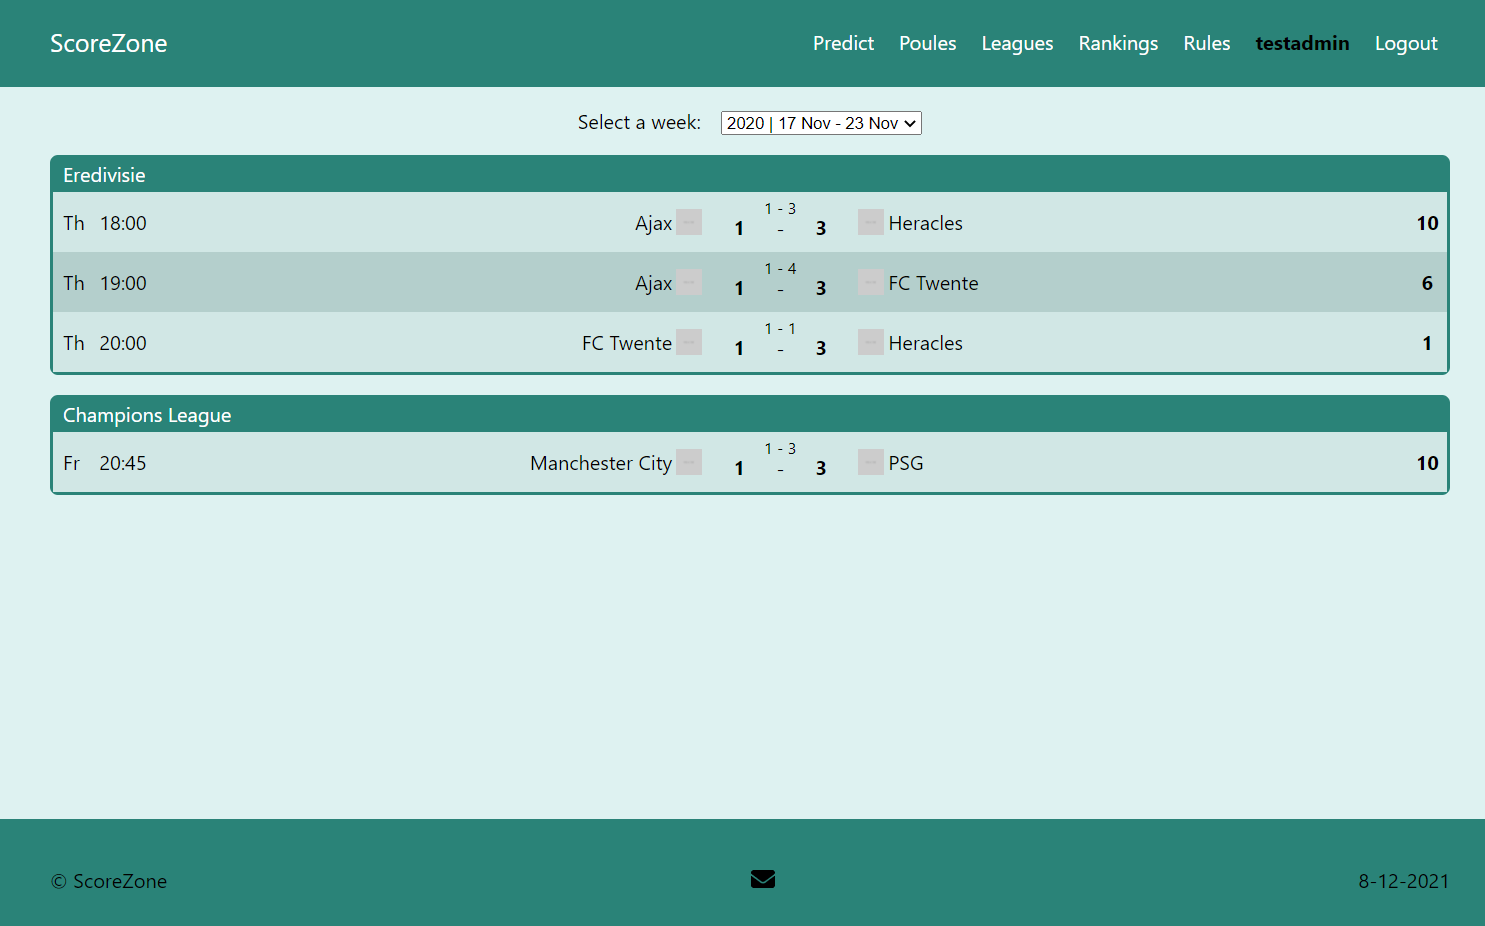 ScoreZone Predict Poules Leagues Rankings Rules testadmin Logout
Select a week: 2020 | 17 Nov - 23 Nov
Eredivisie
Th 18:00 Ajax 1 1 - 3 - 3 Heracles 10
Th 19:00 Ajax 1 1 - 4 - 3 FC Twente 6
Th 20:00 FC Twente 1 1 - 1 - 3 Heracles 1
Champions League
Fr 20:45 Manchester City 1 1 - 3 - 3 PSG 10
© ScoreZone 8-12-2021